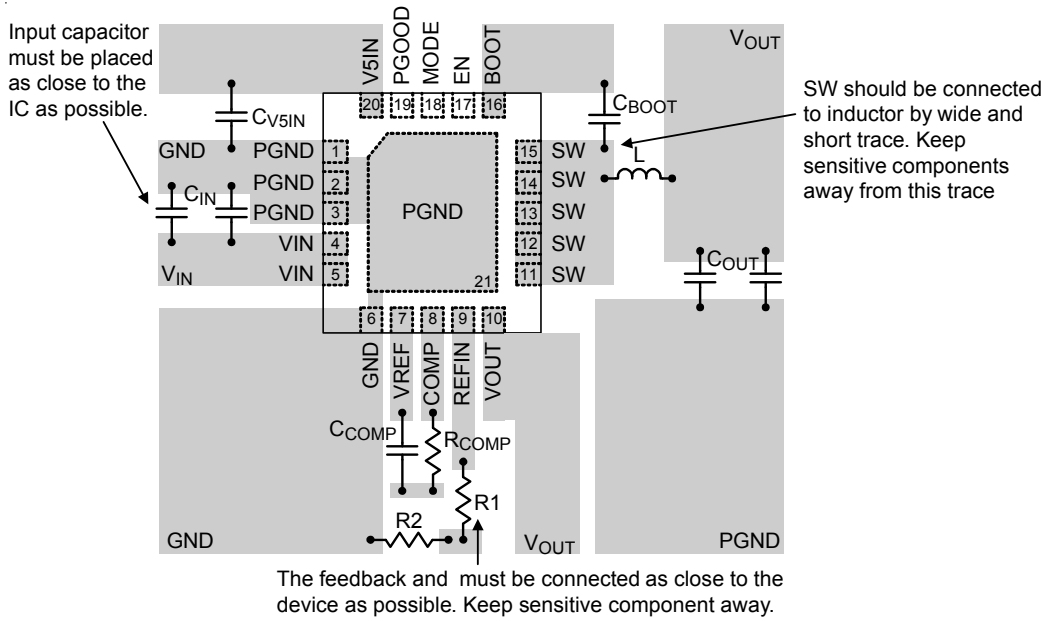 Input capacitor
must be placed
as close to the
IC as possible.
V5IN
PGOOD
MODE
EN
BOOT
VOUT
20
19
18
17
16
CV5IN
CBOOT
SW should be connected
to inductor by wide and
short trace. Keep
sensitive components
away from this trace
GND
PGND
1
15
SW
L
PGND
2
14
SW
CIN
PGND
3
PGND
13
SW
VIN
4
12
SW
VIN
VIN
5
21
11
SW
COUT
6
7
8
9
10
GND
VREF
COMP
REFIN
VOUT
CCOMP
RCOMP
R1
R2
GND
VOUT
PGND
The feedback and must be connected as close to the
device as possible. Keep sensitive component away.